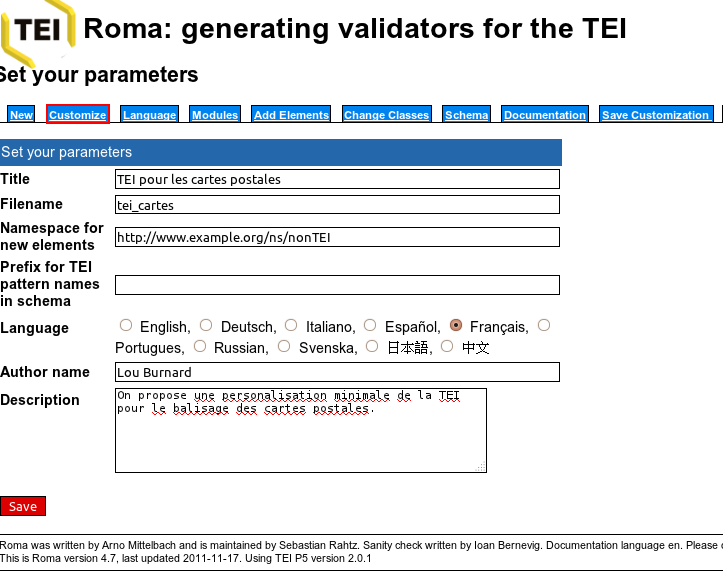 TEI Roma: generating validators for the TEI
Set your parameters
New Customize Language Modules Add Elements Change Classes Schema Documentation Save Customization
Set your parameters
Title TEI pour les cartes postales
Filename tei_cartes
Namespace for
new elements http://www.example.org/ns/nonTEI
Prefix for TEI
pattern names
in schema
Language English, Deutsch, Italiano, Español, Français,
Portugues, Russian, Svenska, 日本語, 中文
Author name Lou Burnard
Description On propose une personalisation minimale de la TEI
pour le balisage des cartes postales.
Save
Roma was written by Arno Mittelbach and is maintained by Sebastian Rahtz. Sanity check written by Ioan Bernevig. Documentation language en. Please
This is Roma version 4.7, last updated 2011-11-17. Using TEI P5 version 2.0.1